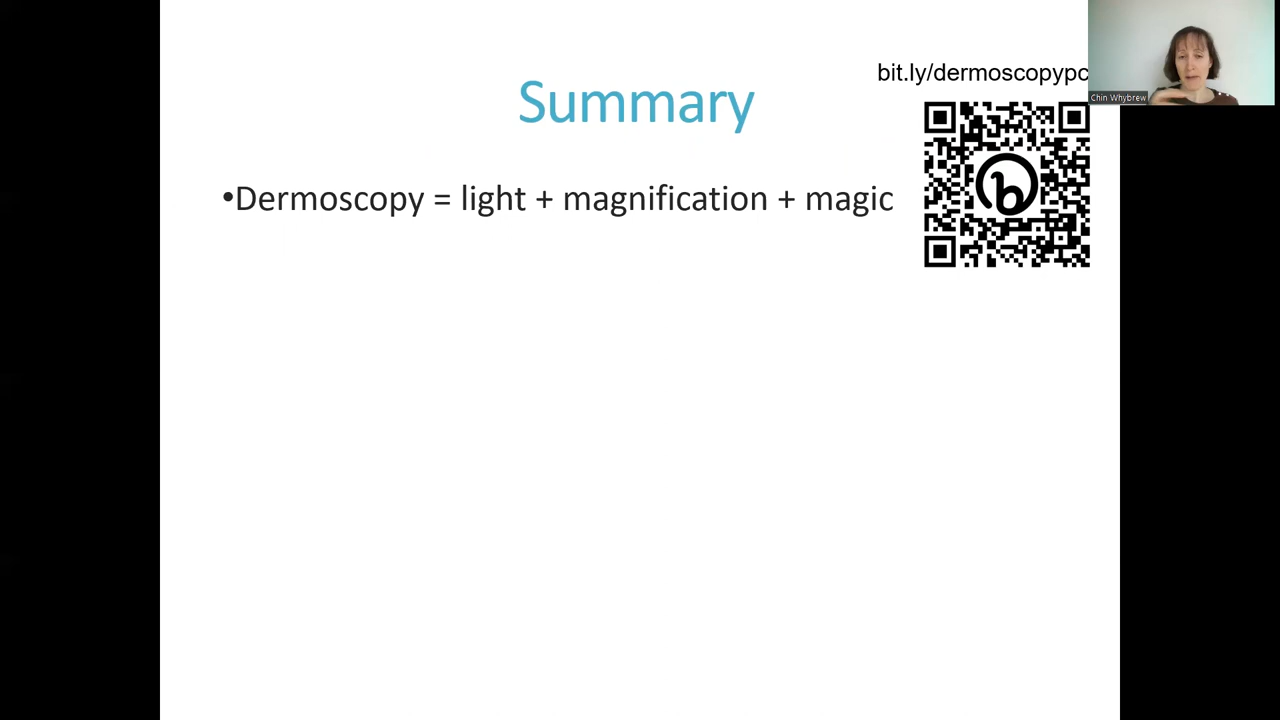 bit.ly/dermoscopypc
Summary
Chin Whybrew
•Dermoscopy = light + magnification + magic